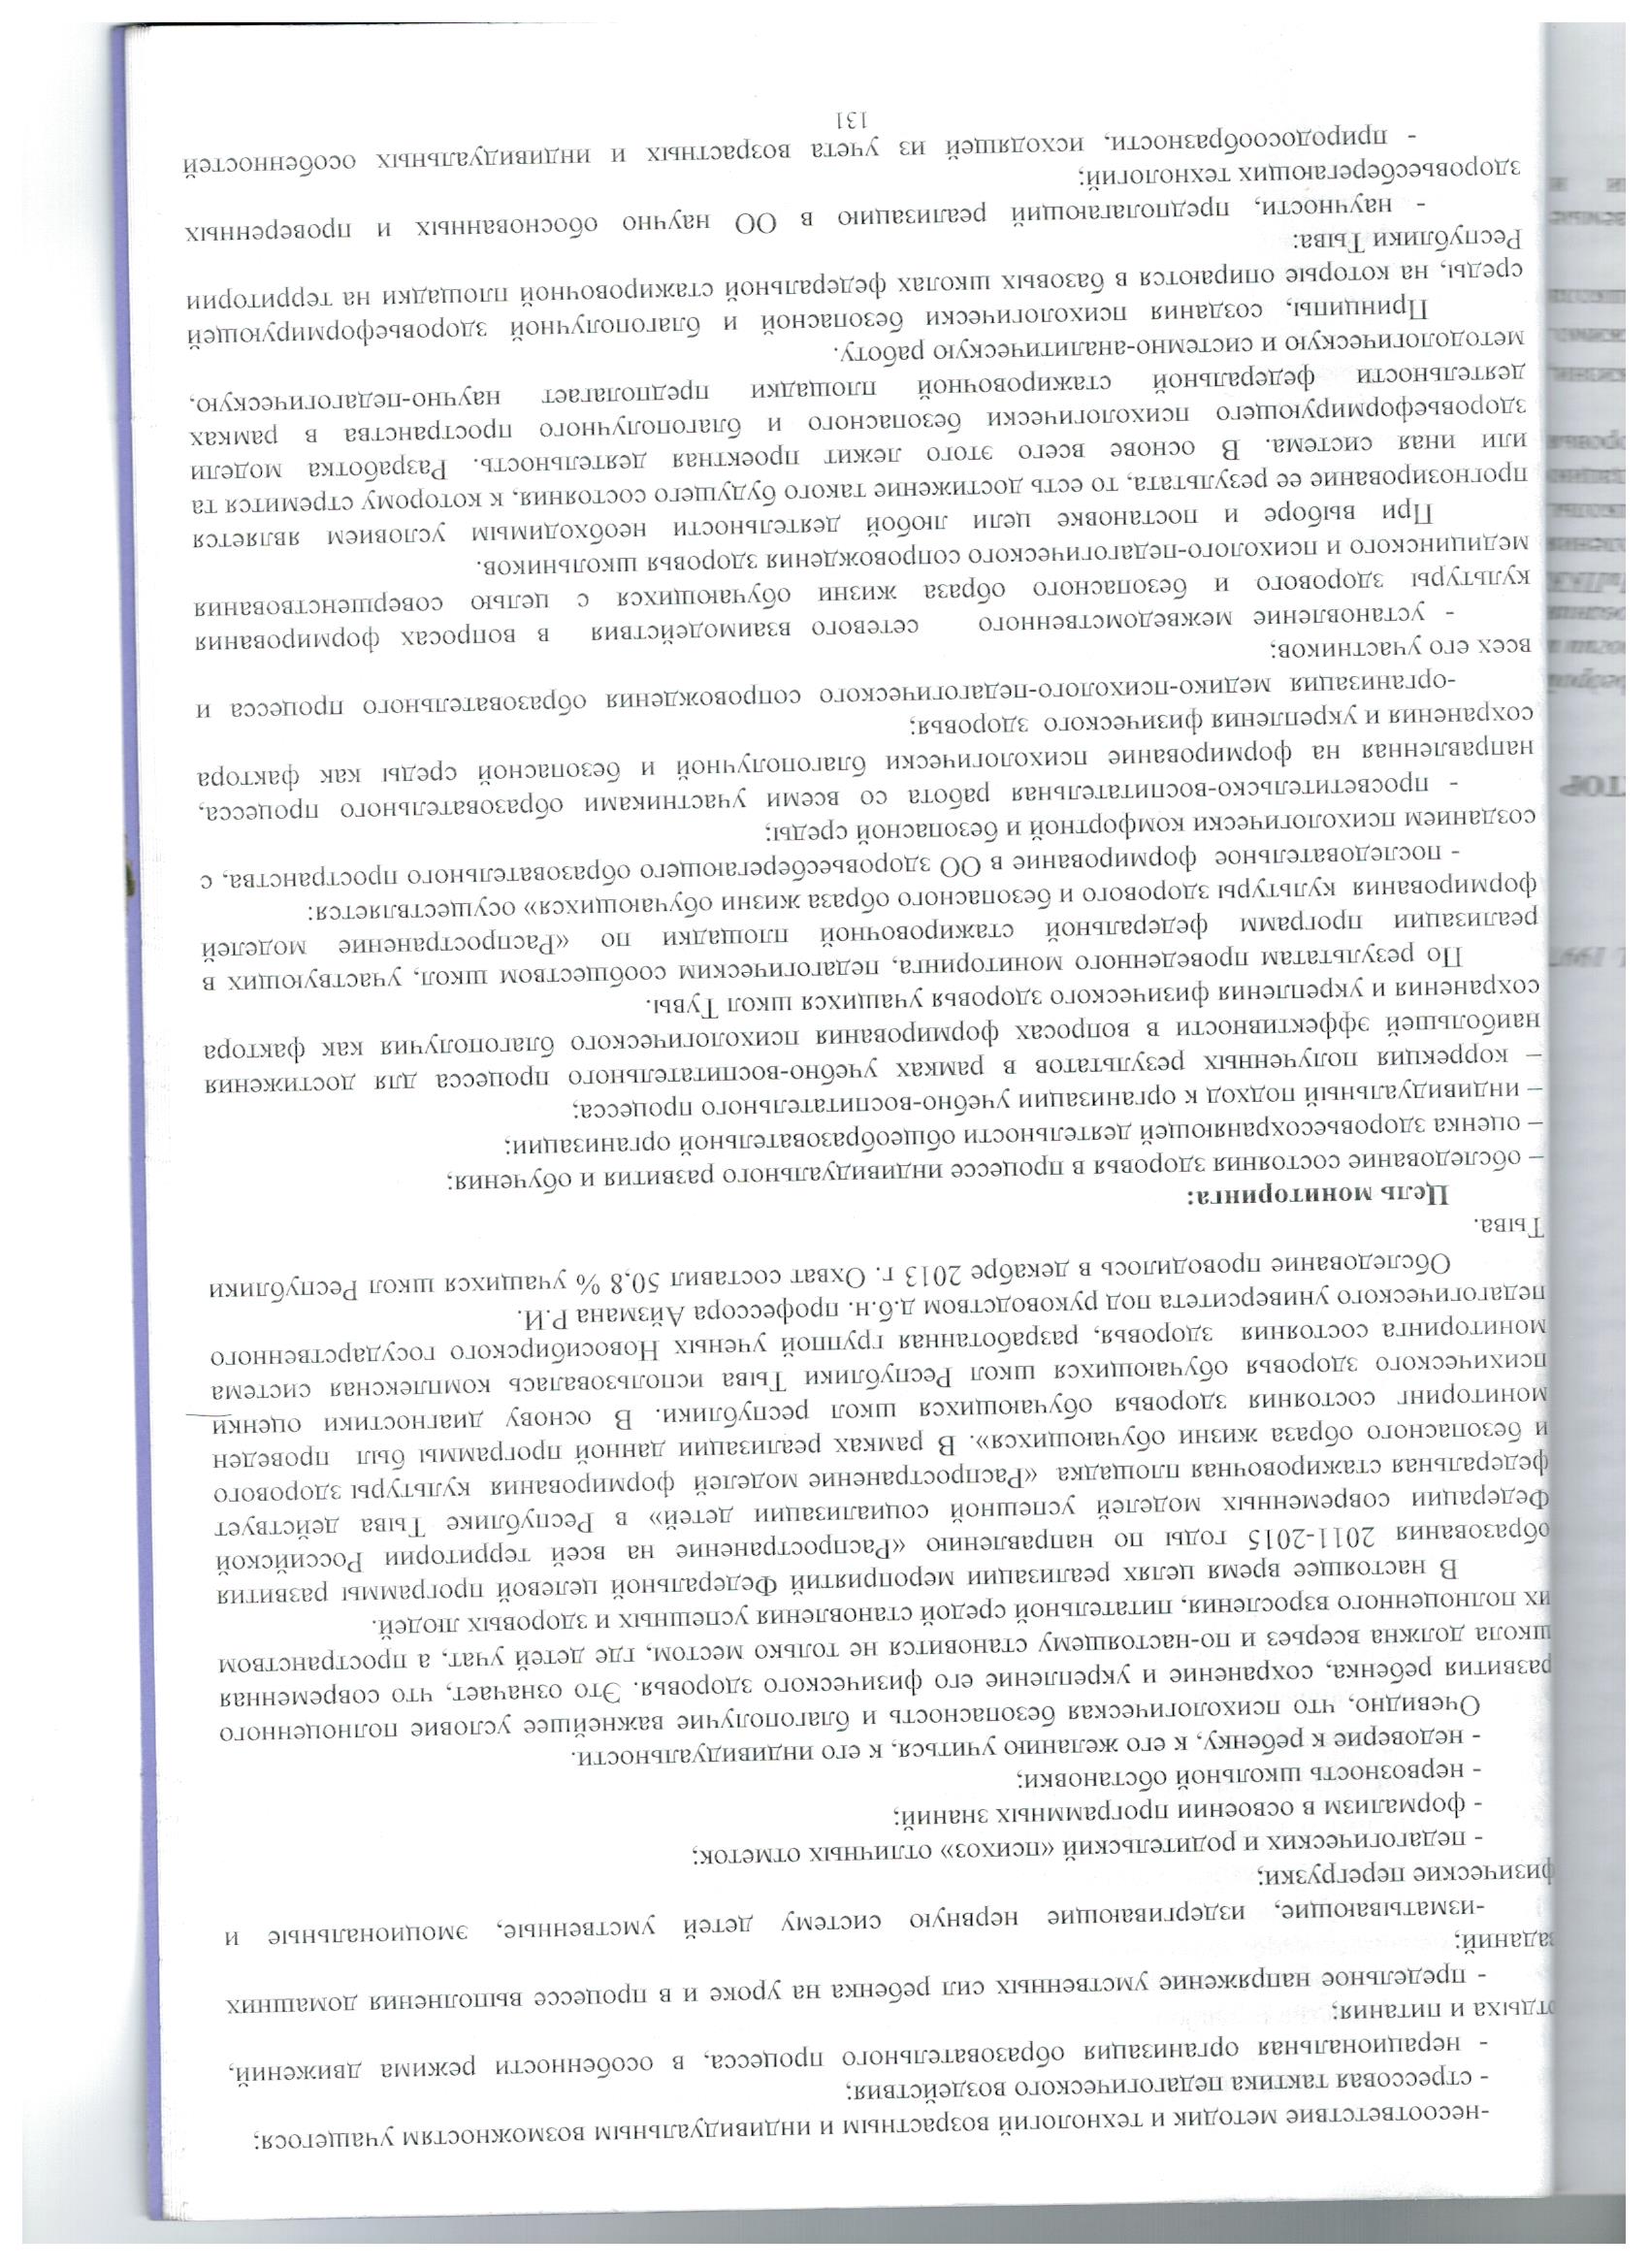 -несоответствие методик и технологий возрастным и индивидуальным возможностям учащегося;
- стрессовая тактика педагогического воздействия;
- нерациональная организация образовательного процесса, в особенности режима движений,
отдыха и питания;
- предельное напряжение умственных сил ребенка на уроке и в процессе выполнения домашних
заданий;
-изматывающие, издергивающие нервную систему детей умственные, эмоциональные и
физические перегрузки;
- педагогических и родительский «психоз» отличных отметок;
- формализм в освоении программных знаний;
- нервозность школьной обстановки;
- недоверие к ребенку, к его желанию учиться, к его индивидуальности.
Очевидно, что психологическая безопасность и благополучие важнейшее условие полноценного
развития ребенка, сохранение и укрепление его физического здоровья. Это означает, что современная
школа должна всерьез и по-настоящему становится не только местом, где детей учат, а пространством
их полноценного взросления, питательной средой становления успешных и здоровых людей.
В настоящее время целях реализации мероприятий Федеральной целевой программы развития
образования 2011-2015 годы по направлению «Распространение на всей территории Российской
Федерации современных моделей успешной социализации детей» в Республике Тыва действует
федеральная стажировочная площадка «Распространение моделей формирования культуры здорового
и безопасного образа жизни обучающихся». В рамках реализации данной программы был проведен
мониторинг состояния здоровья обучающихся школ республики. В основу диагностики оценки
психического здоровья обучающихся школ Республики Тыва использовалась комплексная система
мониторинга состояния здоровья, разработанная группой ученых Новосибирского государственного
педагогического университета под руководством д.б.н. профессора Айзмана Р.И.
Обследование проводилось в декабре 2013 г. Охват составил 50,8 % учащихся школ Республики
Тыва.
Цель мониторинга:
– обследование состояния здоровья в процессе индивидуального развития и обучения;
– оценка здоровьесохраняющей деятельности общеобразовательной организации;
– индивидуальный подход к организации учебно-воспитательного процесса;
– коррекция полученных результатов в рамках учебно-воспитательного процесса для достижения
наибольшей эффективности в вопросах формирования психологического благополучия как фактора
сохранения и укрепления физического здоровья учащихся школ Тувы.
По результатам проведенного мониторинга, педагогическим сообществом школ, участвующих в
реализации программ федеральной стажировочной площадки по «Распространение моделей
формирования культуры здорового и безопасного образа жизни обучающихся» осуществляется:
- последовательное формирование в ОО здоровьесберегающего образовательного пространства, с
созданием психологически комфортной и безопасной среды;
- просветительско-воспитательная работа со всеми участниками образовательного процесса,
направленная на формирование психологически благополучной и безопасной среды как фактора
сохранения и укрепления физического здоровья;
-организация медико-психолого-педагогического сопровождения образовательного процесса и
всех его участников;
- установление межведомственного сетевого взаимодействия в вопросах формирования
культуры здорового и безопасного образа жизни обучающихся с целью совершенствования
медицинского и психолого-педагогического сопровождения здоровья школьников.
При выборе и постановке цели любой деятельности необходимым условием является
прогнозирование ее результата, то есть достижение такого будущего состояния, к которому стремится та
или иная система. В основе всего этого лежит проектная деятельность. Разработка модели
здоровьеформирующего психологически безопасного и благополучного пространства в рамках
деятельности федеральной стажировочной площадки предполагает научно-педагогическую,
методологическую и системно-аналитическую работу.
Принципы, создания психологически безопасной и благополучной здоровьеформирующей
среды, на которые опираются в базовых школах федеральной стажировочной площадки на территории
Республики Тыва:
- научности, предполагающий реализацию в ОО научно обоснованных и проверенных
здоровьесберегающих технологий;
- природосообразности, исходящей из учета возрастных и индивидуальных особенностей
131